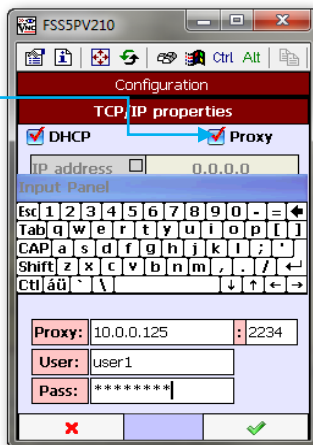 VNC FSS5PV210
Ctrl Alt
Configuration
TCP/IP properties
DHCP Proxy
IP address 0.0.0.0
Input Panel
Esc 1 2 3 4 5 6 7 8 9 0 - =
Tab q w e r t y u i o p [ ]
CAP a s d f g h j k l ; '
Shift z x c v b n m , . /
Ctl áü ` \
Proxy: 10.0.0.125 : 2234
User: user1
Pass: ********